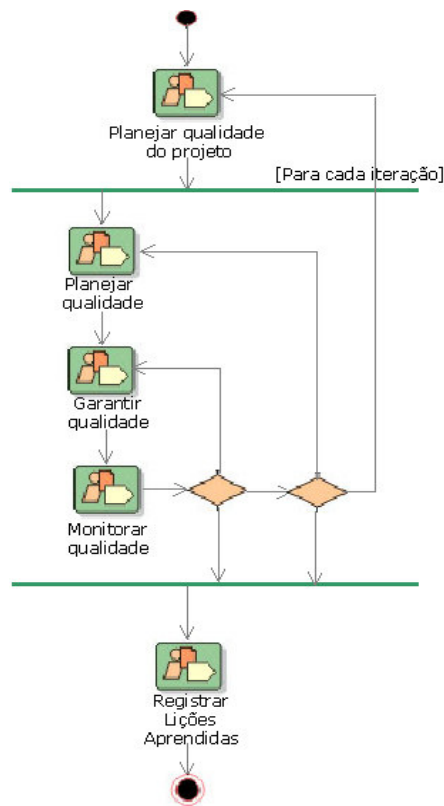 Planejar qualidade
do projeto
[Para cada iteração]
Planejar
qualidade
Garantir
qualidade
Monitorar
qualidade
Registrar
Lições
Aprendidas